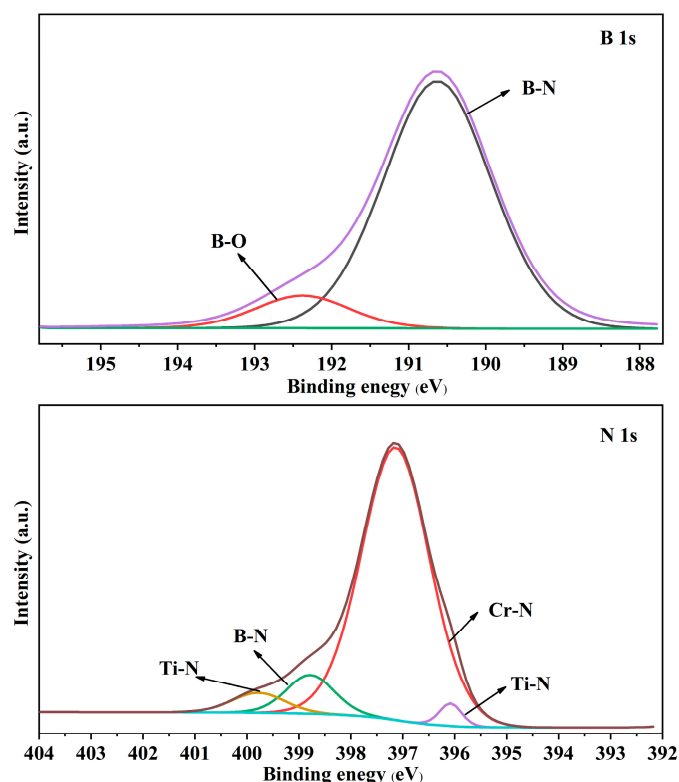 B 1s
B-N
B-O
Intensity (a.u.)
195 194 193 192 191 190 188
Binding enegy (eV)
N 1s
Cr-N
B-N
Ti-N
Ti-N
Intensity (a.u.)
404 403 402 401 400 399 398 397 396 395 394 393 392
Binding enegy (eV)